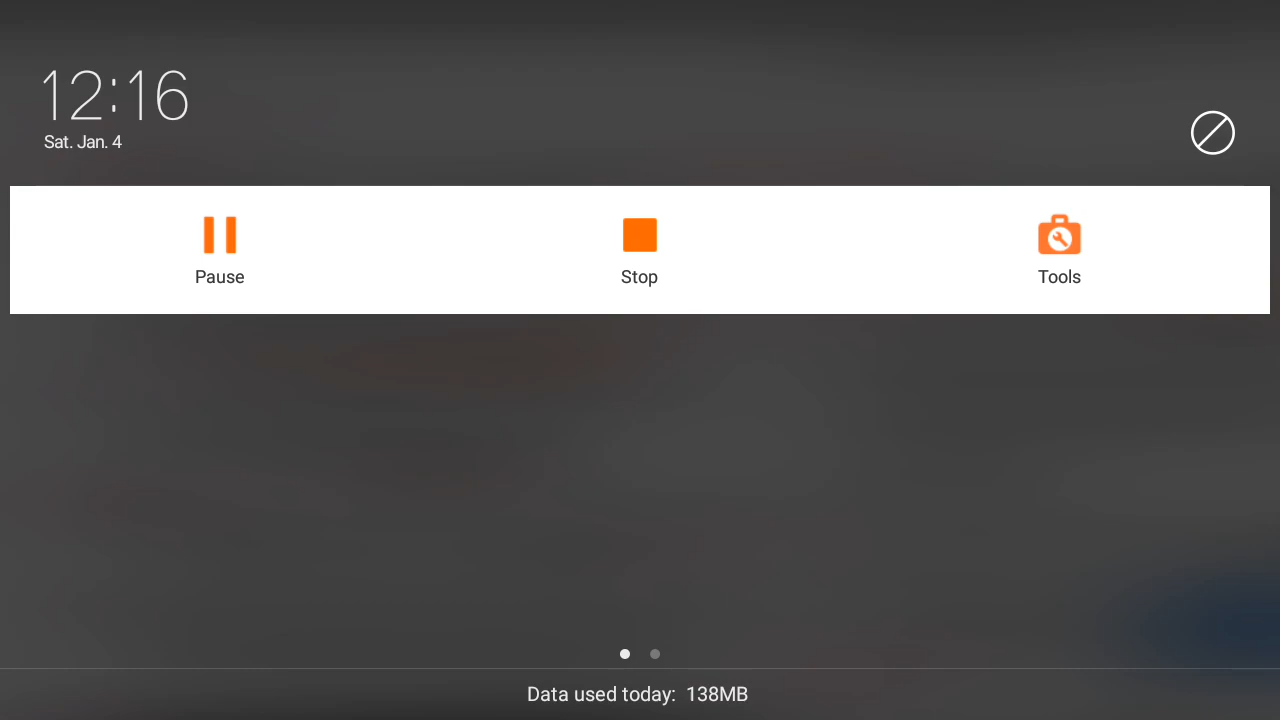 12:16
Sat. Jan. 4
Pause
Stop
Tools
Data used today: 138MB